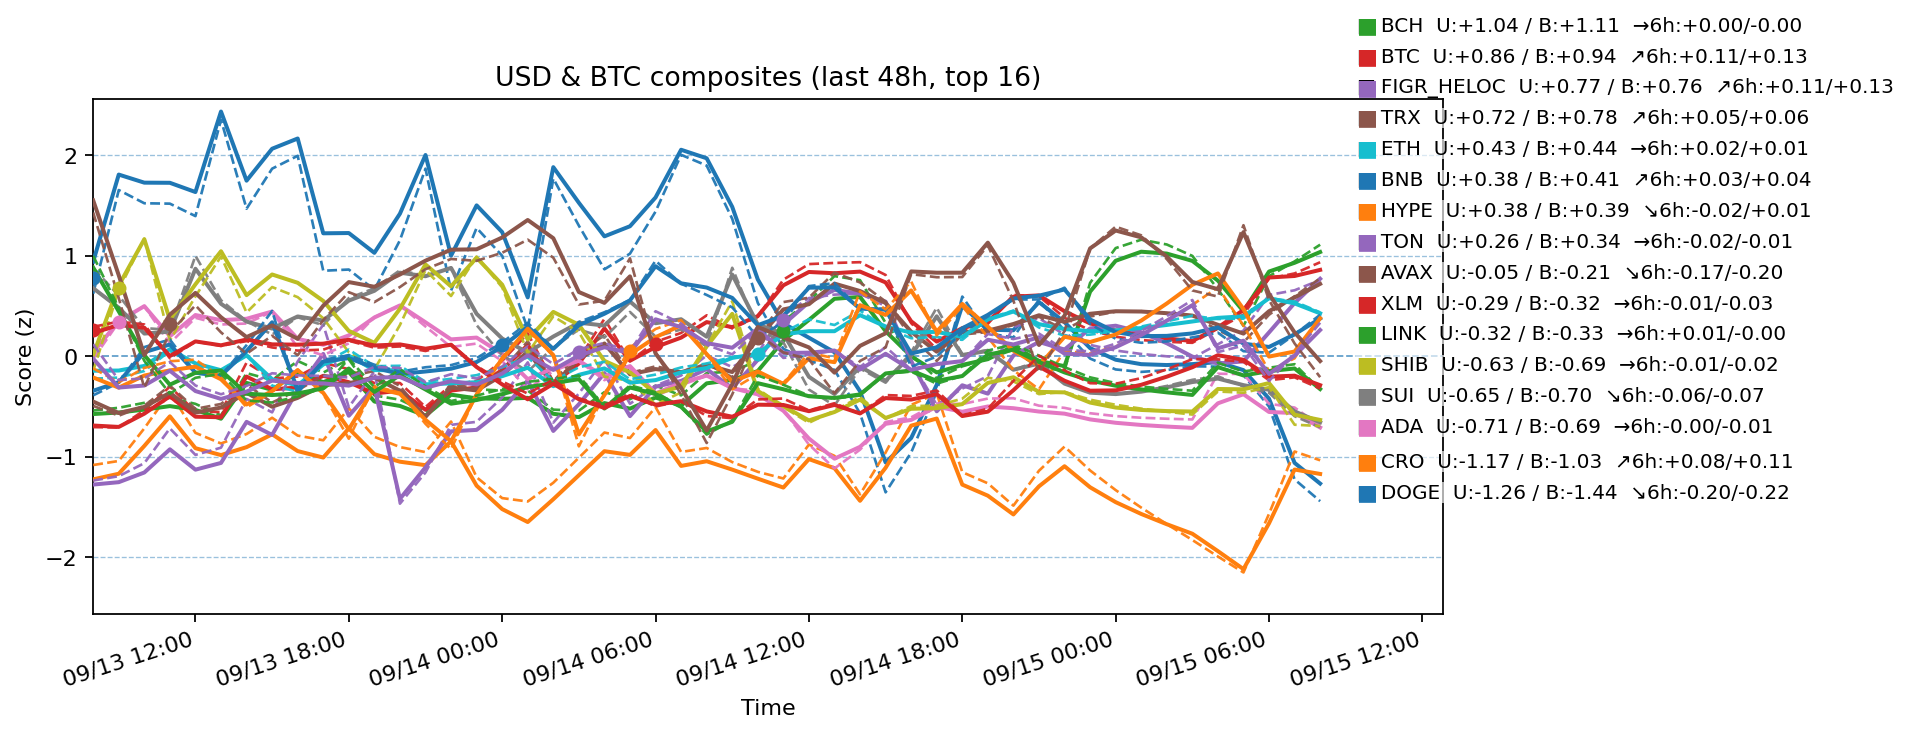 USD & BTC composites (last 48h, top 16)
BCH U:+1.04 / B:+1.11 →6h:+0.00/-0.00
BTC U:+0.86 / B:+0.94 ↗6h:+0.11/+0.13
FIGR_HELOC U:+0.77 / B:+0.76 ↗6h:+0.11/+0.13
TRX U:+0.72 / B:+0.78 ↗6h:+0.05/+0.06
ETH U:+0.43 / B:+0.44 →6h:+0.02/+0.01
BNB U:+0.38 / B:+0.41 ↗6h:+0.03/+0.04
HYPE U:+0.38 / B:+0.39 ↘6h:-0.02/+0.01
TON U:+0.26 / B:+0.34 →6h:-0.02/-0.01
AVAX U:-0.05 / B:-0.21 ↘6h:-0.17/-0.20
XLM U:-0.29 / B:-0.32 →6h:-0.01/-0.03
LINK U:-0.32 / B:-0.33 →6h:+0.01/-0.00
SHIB U:-0.63 / B:-0.69 →6h:-0.01/-0.02
SUI U:-0.65 / B:-0.70 ↘6h:-0.06/-0.07
ADA U:-0.71 / B:-0.69 →6h:-0.00/-0.01
CRO U:-1.17 / B:-1.03 ↗6h:+0.08/+0.11
DOGE U:-1.26 / B:-1.44 ↘6h:-0.20/-0.22
Score (z)
2
1
0
−1
−2
09/13 12:00
09/13 18:00
09/14 00:00
09/14 06:00
09/14 12:00
09/14 18:00
09/15 00:00
09/15 06:00
09/15 12:00
Time